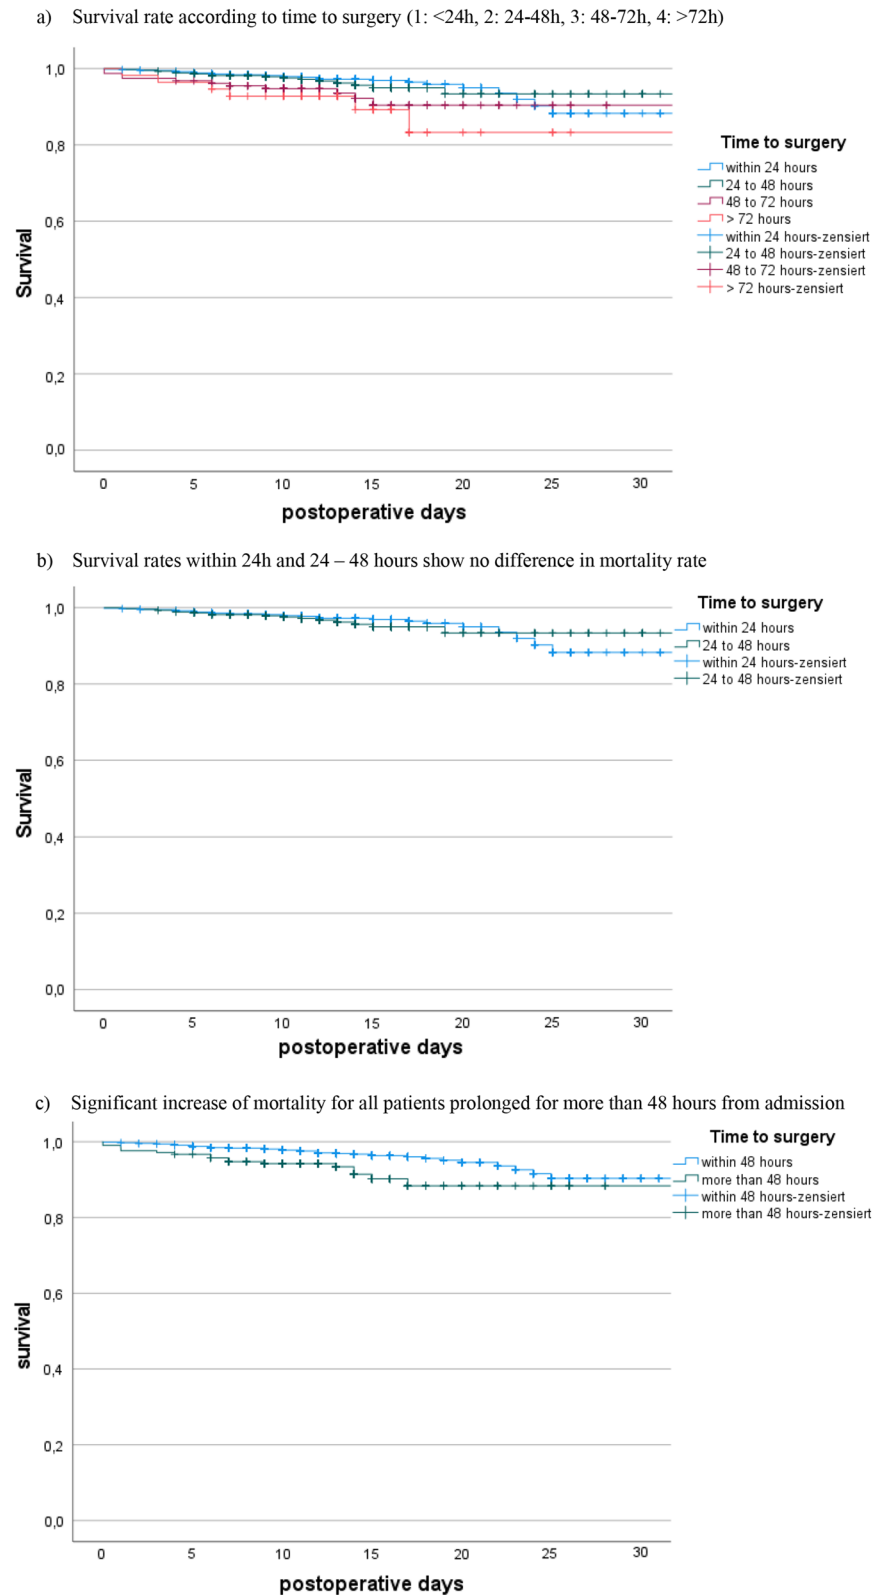 a) Survival rate according to time to surgery (1: <24h, 2: 24-48h, 3: 48-72h, 4: >72h)
1,0
0,8
0,6
0,4
0,2
0,0
Survival
0 5 10 15 20 25 30
postoperative days
Time to surgery
within 24 hours
24 to 48 hours
48 to 72 hours
> 72 hours
within 24 hours-zensiert
24 to 48 hours-zensiert
48 to 72 hours-zensiert
> 72 hours-zensiert
b) Survival rates within 24h and 24 – 48 hours show no difference in mortality rate
1,0
0,8
0,6
0,4
0,2
0,0
Survival
0 5 10 15 20 25 30
postoperative days
Time to surgery
within 24 hours
24 to 48 hours
within 24 hours-zensiert
24 to 48 hours-zensiert
c) Significant increase of mortality for all patients prolonged for more than 48 hours from admission
1,0
0,8
0,6
0,4
0,2
0,0
survival
0 5 10 15 20 25 30
postoperative days
Time to surgery
within 48 hours
more than 48 hours
within 48 hours-zensiert
more than 48 hours-zensiert